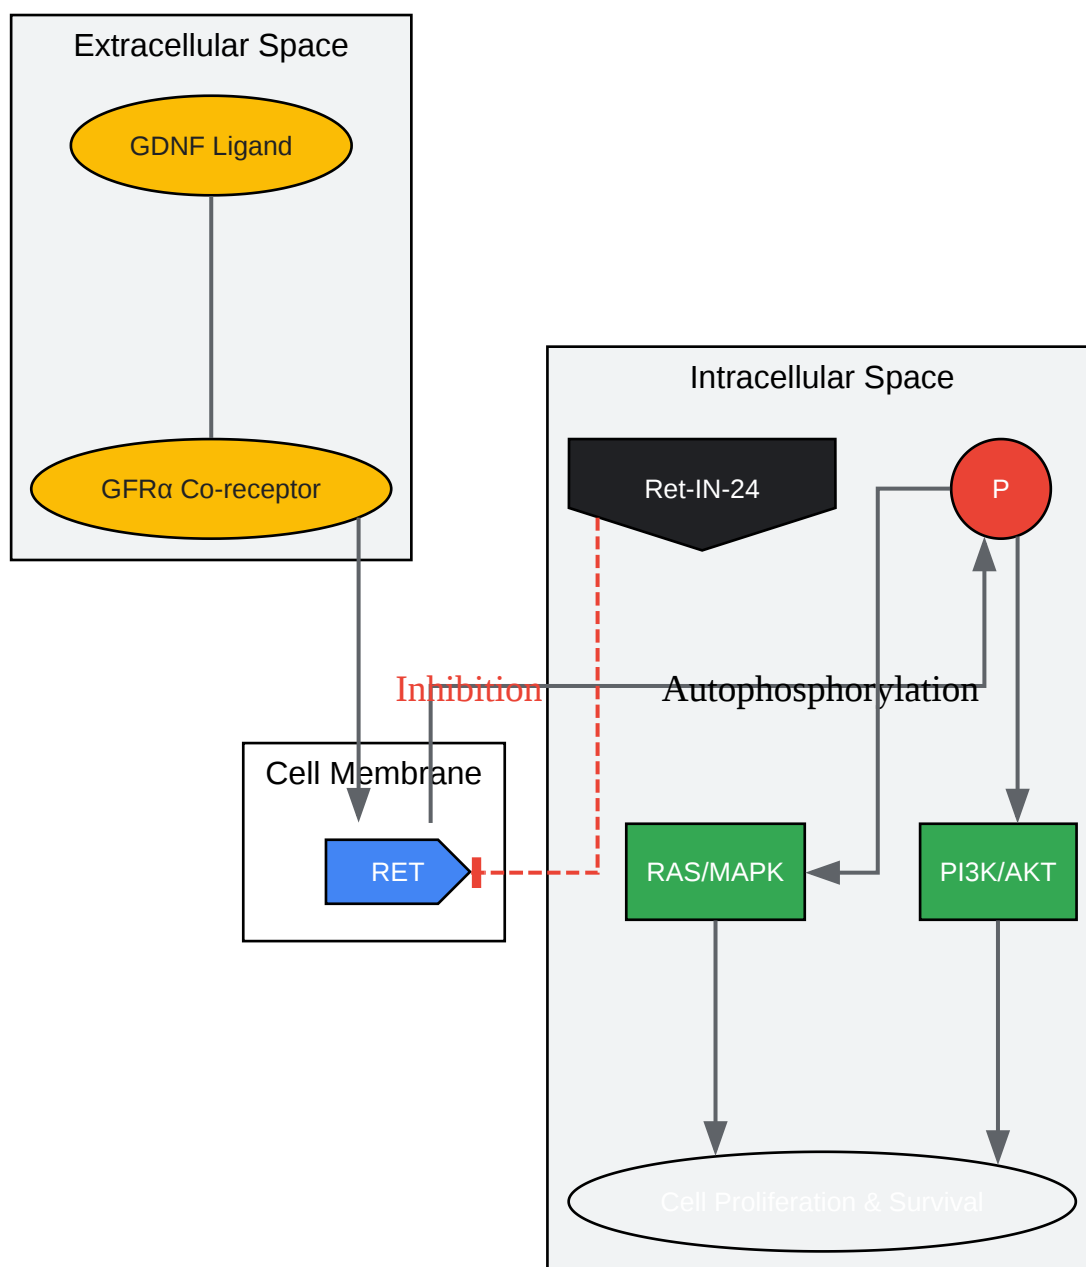 Extracellular Space
GDNF Ligand
GFRα Co-receptor
Intracellular Space
Ret-IN-24
P
Inhibition
Autophosphorylation
Cell Membrane
RET
RAS/MAPK
PI3K/AKT
Cell Proliferation & Survival